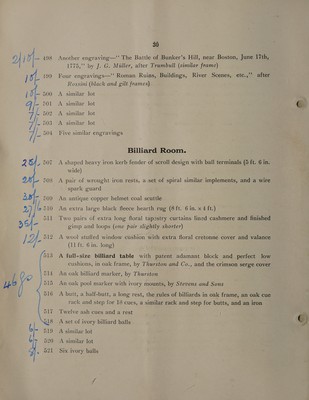 55
498 Another engraving—"The Battle of Bunker's Hill, near Boston, June 17th,
1775," by J. G. Müller, after Trumbull (similar frame)
10/- 499 Four engravings—"Roman Ruins, Buildings, River Scenes, etc.," after
Rossini (black and gilt frames)
10/- 500 A similar lot
501 A similar lot
502 A similar lot
503 A similar lot
504 Five similar engravings
Billiard Room.
507 A shaped heavy iron kerb fender of scroll design with ball terminals (5 ft. 6 in.
wide)
508 A pair of wrought iron rests, a set of spiral similar implements, and a wire
spark guard
509 An antique copper helmet coal scuttle
510 An extra large black fleece hearth rug (8 ft. 6 in. x 4 ft.)
35/- 511 Two pairs of extra long floral tapestry curtains lined cashmere and finished
gimp and loops (one pair slightly shorter)
12/- 512 A wool stuffed window cushion with extra floral cretonne cover and valance
(11 ft. 6 in. long)
513 A full-size billiard table with patent adamant block and perfect low
cushions, in oak frame, by Thurston and Co., and the crimson serge cover
514 An oak billiard marker, by Thurston
515 An oak pool marker with ivory mounts, by Stevens and Sons
516 A butt, a half-butt, a long rest, the rules of billiards in oak frame, an oak cue
rack and step for 10 cues, a similar rack and step for butts, and an iron
517 Twelve ash cues and a rest
518 A set of ivory billiard balls
519 A similar lot
520 A similar lot
521 Six ivory balls